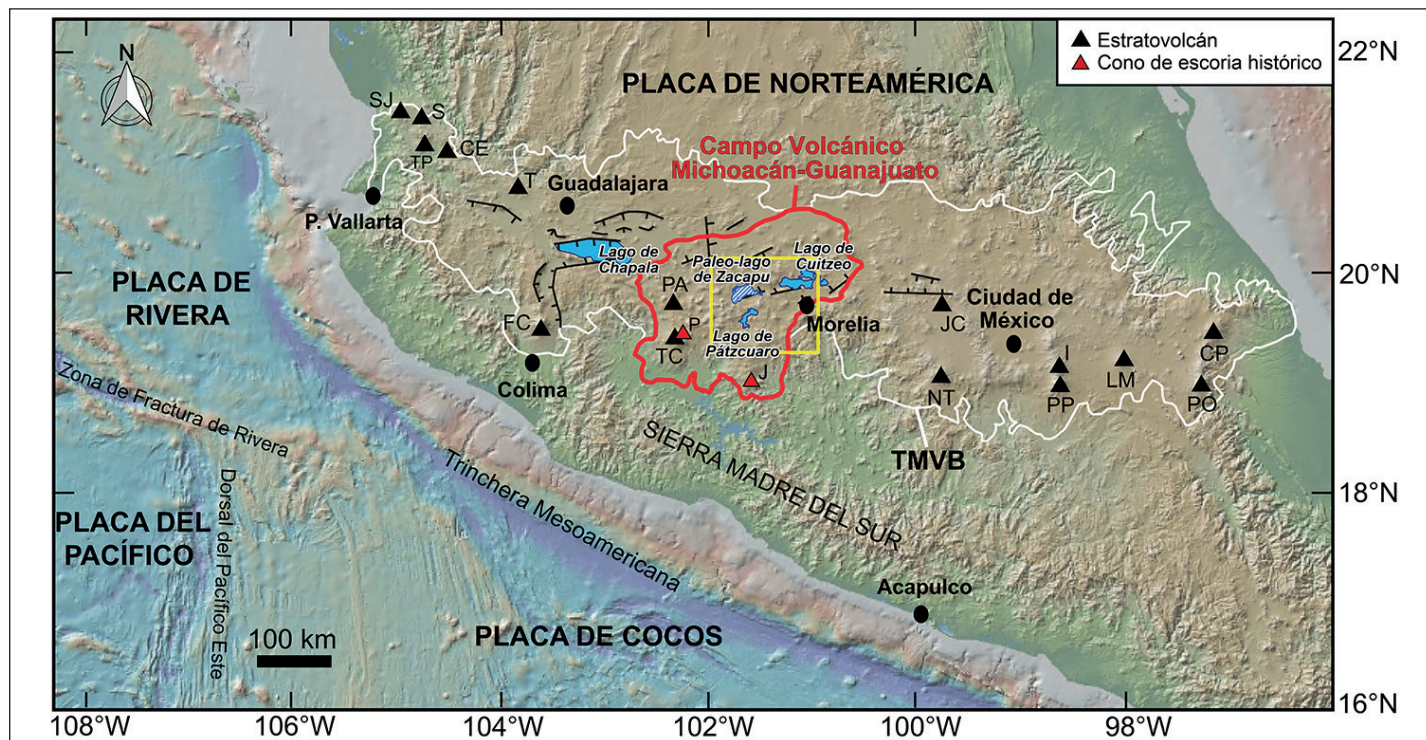 Estratovolcán
Cono de escoria histórico
22°N
N
PLACA DE NORTEAMÉRICA
SJ
S
TP
CE
Campo Volcánico
Michoacán-Guanajuato
T
Guadalajara
P. Vallarta
Lago de
Chapala
Paleo-lago
de Zacapu
Lago de
Cuitzeo
20°N
PLACA DE
RIVERA
PA
FC
P
TC
Morelia
Lago de
Pátzcuaro
JC
Ciudad de
México
CP
Colima
J
NT
I
PP
LM
PO
Zona de Fractura de Rivera
SIERRA MADRE DEL SUR
TMVB
Trinchera Mesoamericana
18°N
PLACA DEL
PACÍFICO
Dorsal del Pacífico Este
Acapulco
PLACA DE COCOS
100 km
16°N
108°W
106°W
104°W
102°W
100°W
98°W